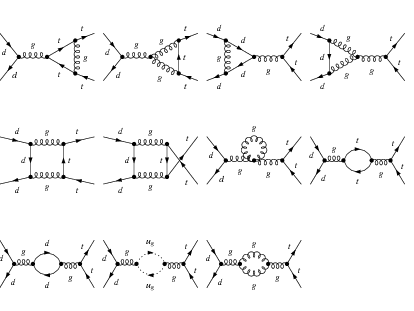 d g t t g t d t
d g g t t g d t
d d g d g t d d t
d g d g t g d t
d g t d t d g t
d g t d t d g t
g d t g g d t
d g t g t d t t
d g d g t d d t
d g u_g g t d u_g t
d g g g t d g t